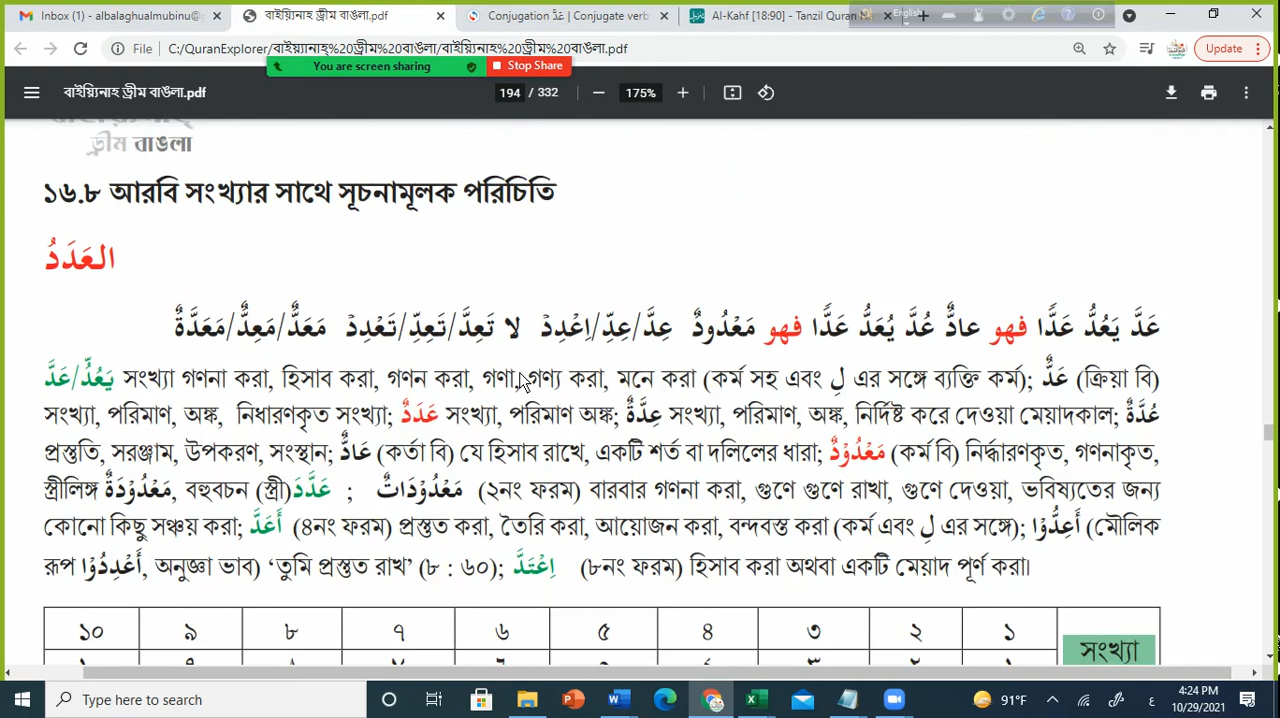 Inbox (1) - albalaghualmubinu@
বাইয়্যিনাহ ড্রীম বাঙলা.pdf
Conjugation عَدَّ | Conjugate verb
Al-Kahf [18:90] - Tanzil Quran
English
File C:/QuranExplorer/বাইয়্যিনাহ্%20ড্রীম%20বাঙলা/বাইয়্যিনাহ%20ড্রীম%20বাঙলা.pdf
Update
You are screen sharing
Stop Share
বাইয়্যিনাহ ড্রীম বাঙলা.pdf
194 / 332
175%
ড্রীম বাঙলা
১৬.৮ আরবি সংখ্যার সাথে সূচনামূলক পরিচিতি
العَدَدُ
عَدَّ يَعُدُّ عَدًّا فهو عادٌّ عُدَّ يُعَدُّ عَدًّا فهو مَعْدُودٌ عِدَّ/عِدِّ/اِعْدِدْ لا تَعِدَّ/تَعِدِّ/تَعْدِدْ مَعَدٌّ/مَعِدٌّ/مَعَدَّةٌ
يَعُدُّ/عَدَّ সংখ্যা গণনা করা, হিসাব করা, গণন করা, গণা, গণ্য করা, মনে করা (কর্ম সহ এবং لِ এর সঙ্গে ব্যক্তি কর্ম); عَدٌّ (ক্রিয়া বি)
সংখ্যা, পরিমাণ, অঙ্ক, নিধারণকৃত সংখ্যা; عَدَدٌ সংখ্যা, পরিমাণ অঙ্ক; عِدَّةٌ সংখ্যা, পরিমাণ, অঙ্ক, নির্দিষ্ট করে দেওয়া মেয়াদকাল; عُدَّةٌ
প্রস্তুতি, সরঞ্জাম, উপকরণ, সংস্থান; عَادٌّ (কর্তা বি) যে হিসাব রাখে, একটি শর্ত বা দলিলের ধারা; مَعْدُوْدٌ (কর্ম বি) নির্দ্ধারণকৃত, গণনাকৃত,
স্ত্রীলিঙ্গ مَعْدُوْدَةٌ, বহুবচন (স্ত্রী) مَعْدُوْدَاتٌ ; عَدَّدَ (২নং ফরম) বারবার গণনা করা, গুণে গুণে রাখা, গুণে দেওয়া, ভবিষ্যতের জন্য
কোনো কিছু সঞ্চয় করা; أَعَدَّ (৪নং ফরম) প্রস্তুত করা, তৈরি করা, আয়োজন করা, বন্দবস্ত করা (কর্ম এবং لِ এর সঙ্গে); أَعِدُّوْا (মৌলিক
রূপ أَعْدِدُوْا, অনুজ্ঞা ভাব) ‘তুমি প্রস্তুত রাখ’ (৮ : ৬০); اِعْتَدَّ (৮নং ফরম) হিসাব করা অথবা একটি মেয়াদ পূর্ণ করা।
১০ ৯ ৮ ৭ ৬ ৫ ৪ ৩ ২ ১ সংখ্যা
Type here to search
91°F
ع
4:24 PM
10/29/2021